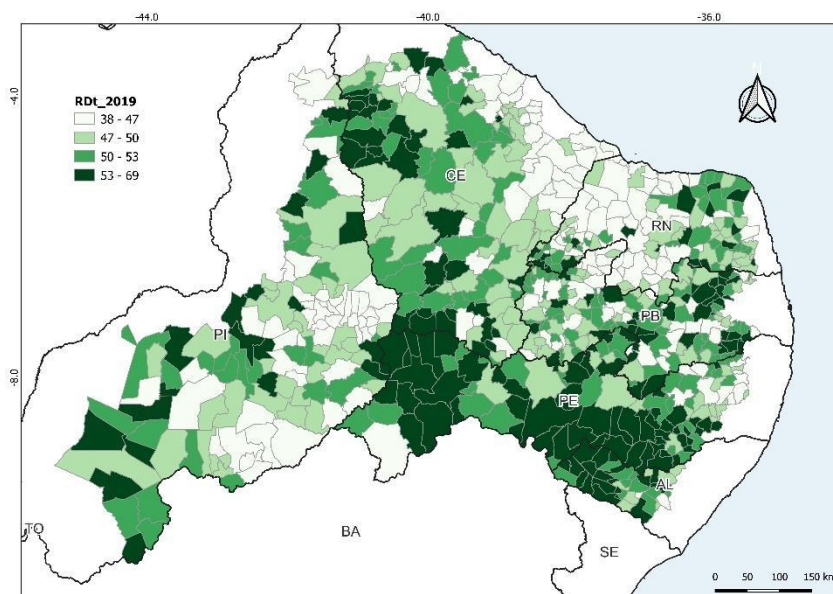 -44.0 -40.0 -36.0
-4.0
N
RDt_2019
38 - 47
47 - 50
50 - 53
53 - 69
CE
RN
PB
PI
-8.0
PE
AL
TO
BA
SE
0 50 100 150 km